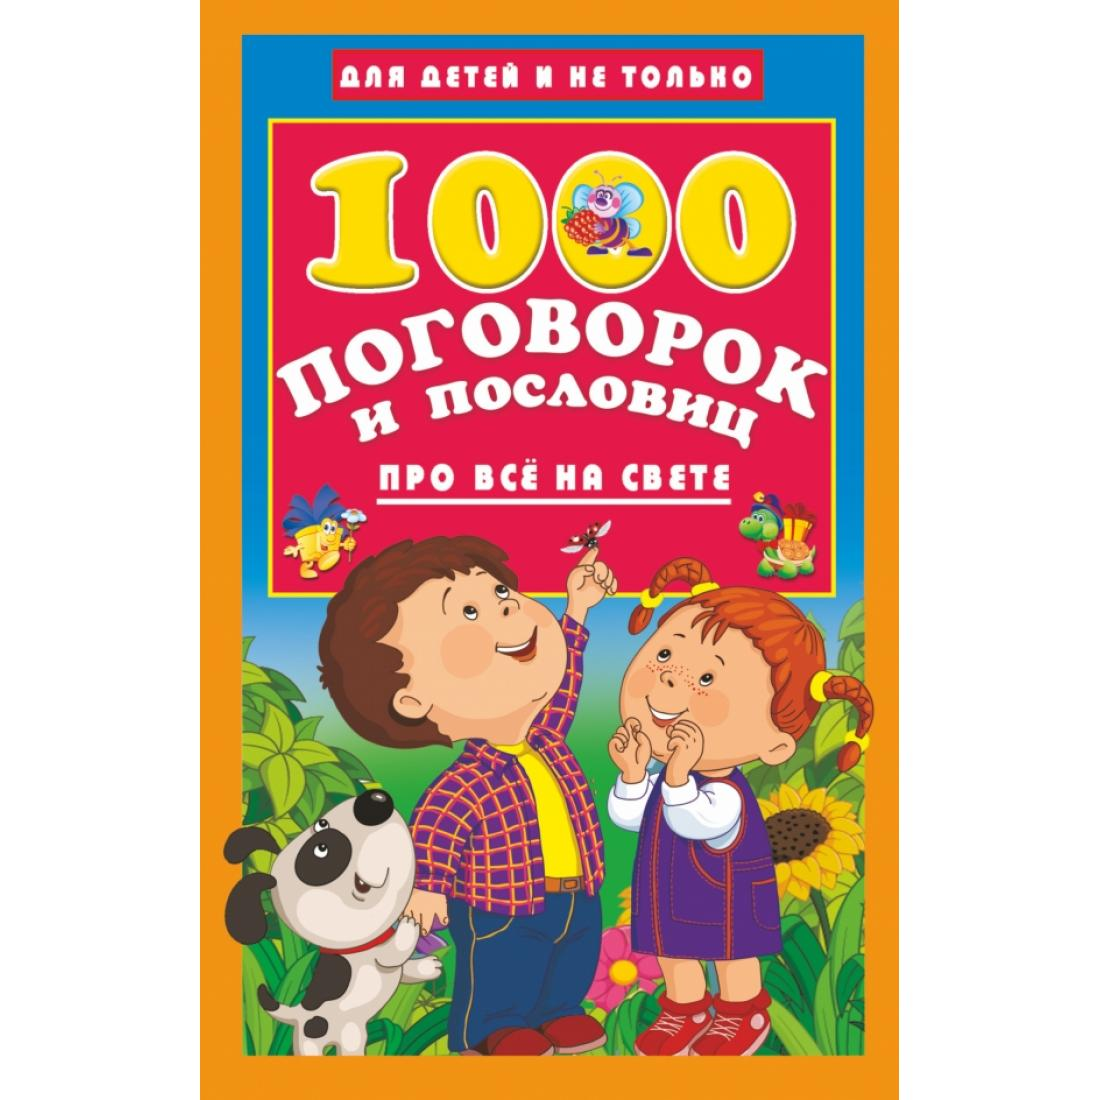 ДЛЯ ДЕТЕЙ И НЕ ТОЛЬКО
1000
ПОГОВОРОК
И ПОСЛОВИЦ
ПРО ВСЁ НА СВЕТЕ